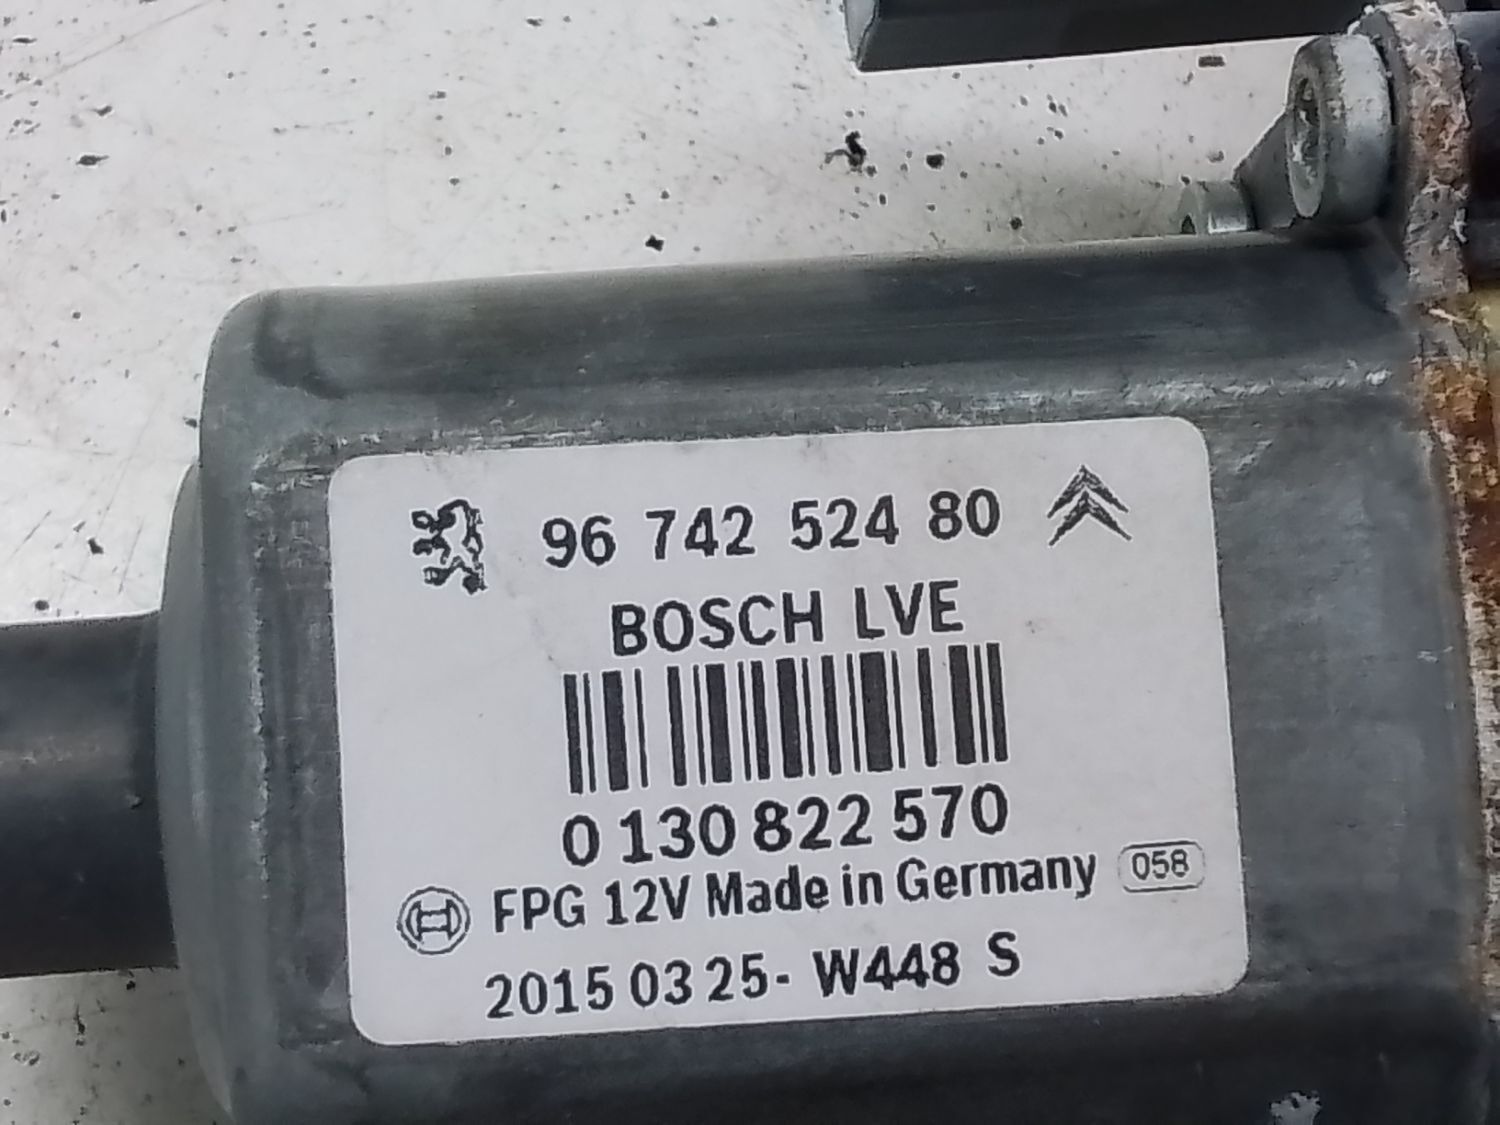 96 742 524 80
BOSCH LVE
0 130 822 570
FPG 12V Made in Germany 058
2015 03 25- W448 S